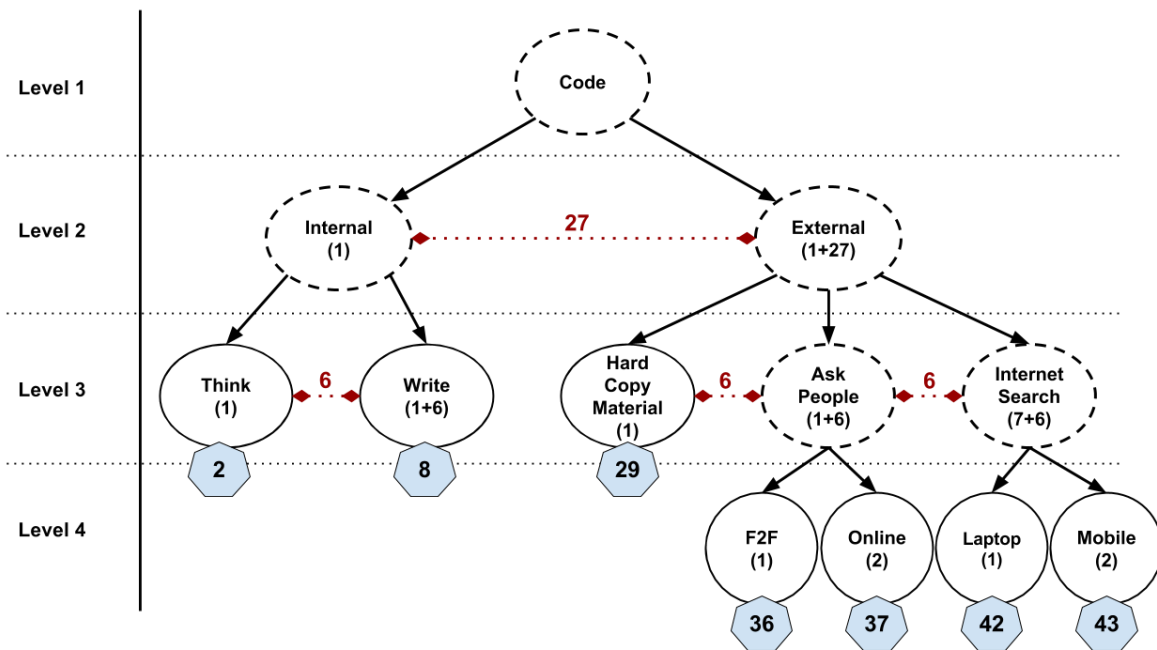 Level 1
Code
Level 2
Internal
(1)
27
External
(1+27)
Level 3
Think
(1)
6
Write
(1+6)
Hard
Copy
Material
(1)
6
Ask
People
(1+6)
6
Internet
Search
(7+6)
2
8
29
Level 4
F2F
(1)
Online
(2)
Laptop
(1)
Mobile
(2)
36
37
42
43